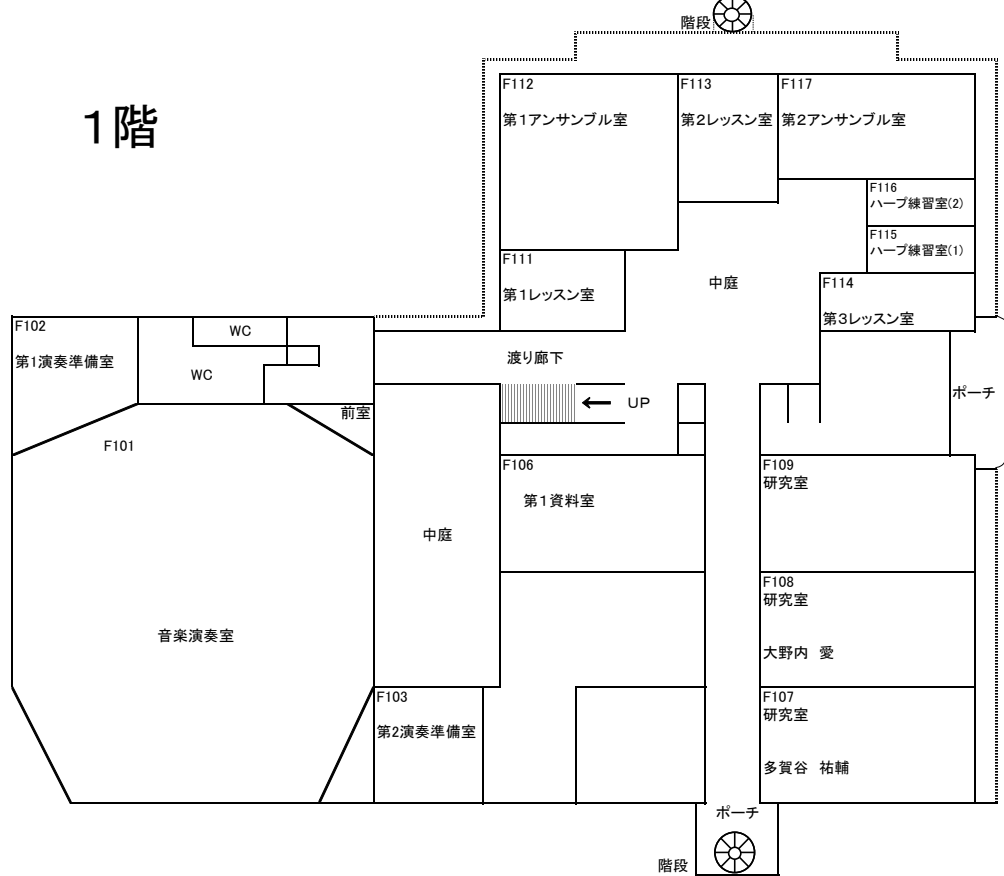 階段
1階
F112
第1アンサンブル室
F113
第2レッスン室
F117
第2アンサンブル室
F116
ハープ練習室(2)
F115
ハープ練習室(1)
F111
第1レッスン室
中庭
F114
第3レッスン室
F102
第1演奏準備室
WC
WC
渡り廊下
前室
← UP
ポーチ
F101
音楽演奏室
中庭
F106
第1資料室
F109
研究室
F108
研究室
大野内 愛
F103
第2演奏準備室
F107
研究室
多賀谷 祐輔
ポーチ
階段